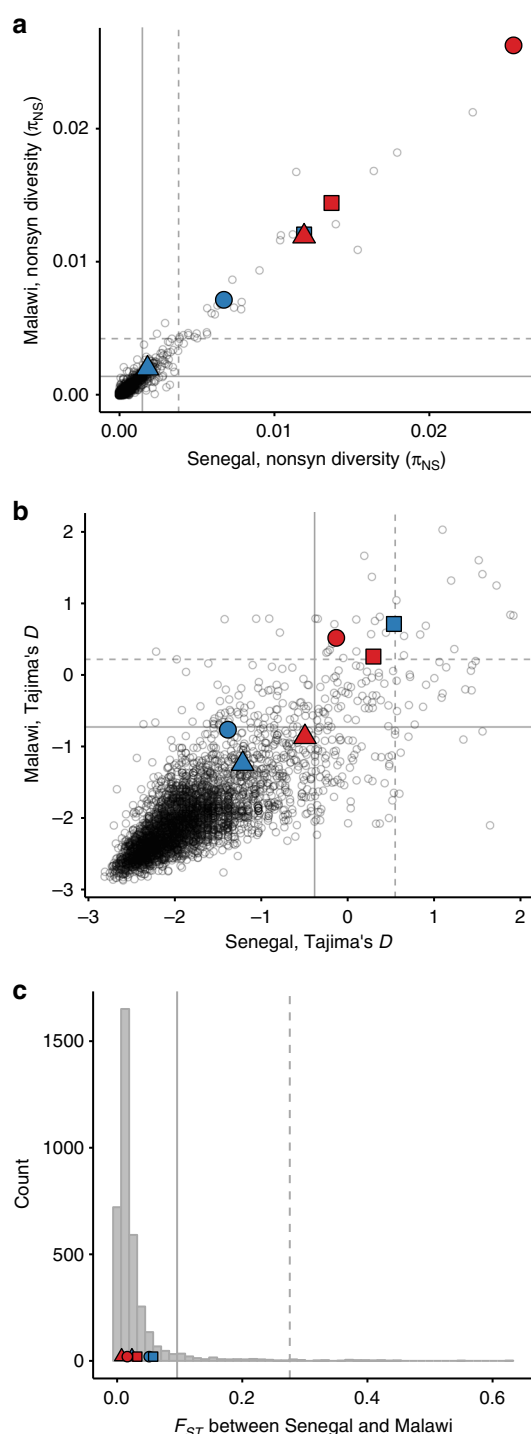 a
Malawi, nonsyn diversity (πNS)
0.02
0.01
0.00
0.00
0.01
0.02
Senegal, nonsyn diversity (πNS)
b
Malawi, Tajima's D
2
1
0
−1
−2
−3
−3
−2
−1
0
1
2
Senegal, Tajima's D
c
Count
1500
1000
500
0
0.0
0.2
0.4
0.6
FST between Senegal and Malawi